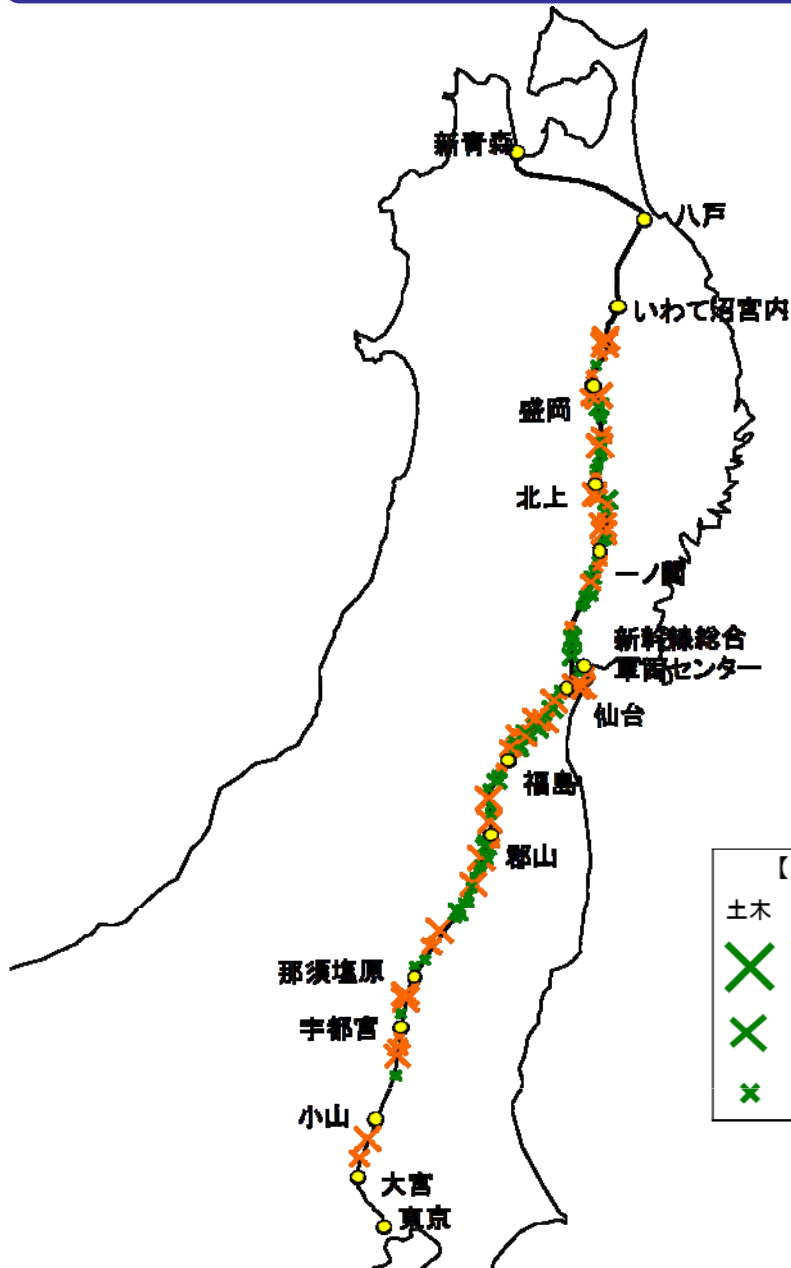 新青森
八戸
いわて沼宮内
盛岡
北上
一ノ関
新幹線総合
車両センター
仙台
福島
郡山
【
土木
那須塩原
宇都宮
小山
大宮
東京